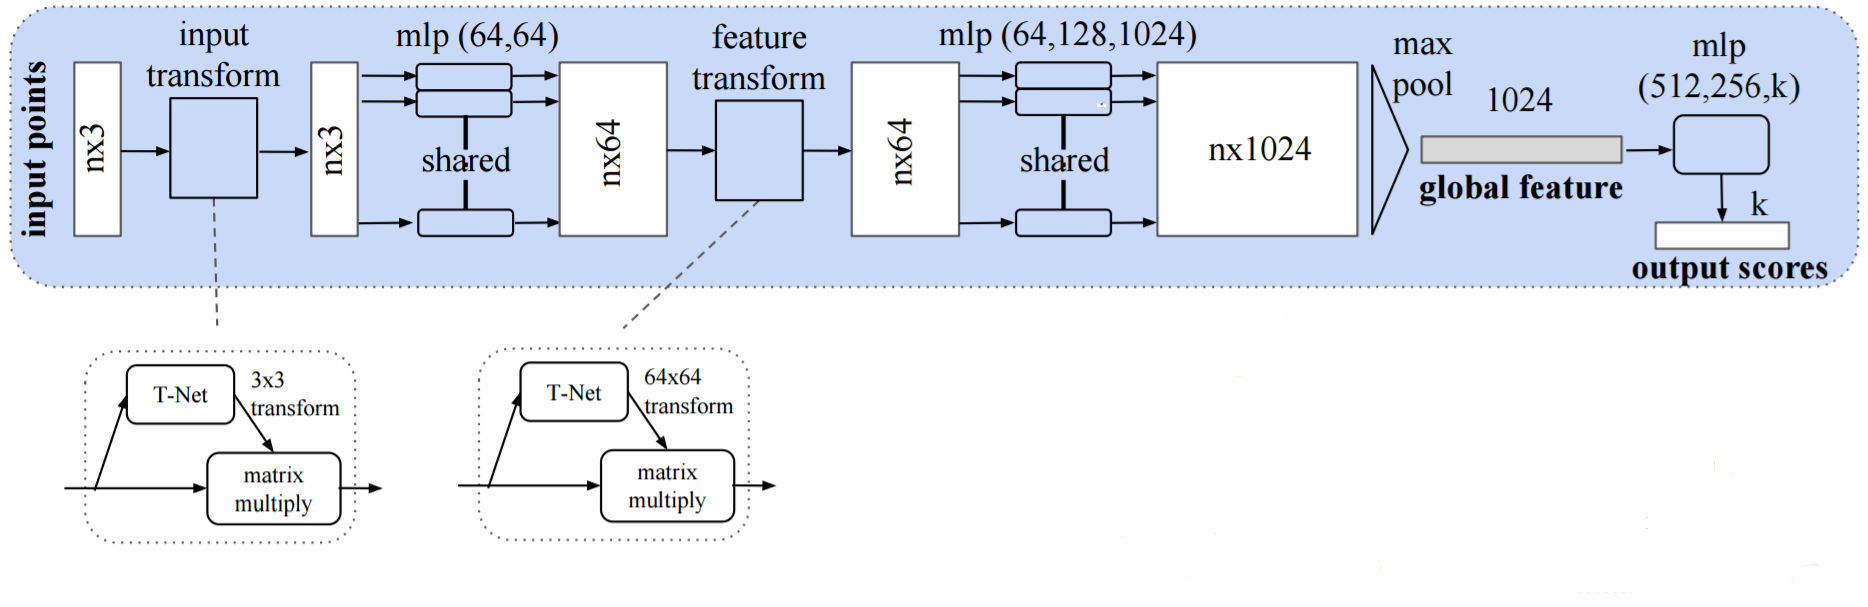 input points
nx3
input
transform
nx3
mlp (64,64)
shared
nx64
feature
transform
nx64
mlp (64,128,1024)
shared
nx1024
max
pool
1024
global feature
mlp
(512,256,k)
k
output scores
T-Net
3x3
transform
matrix
multiply
T-Net
64x64
transform
matrix
multiply